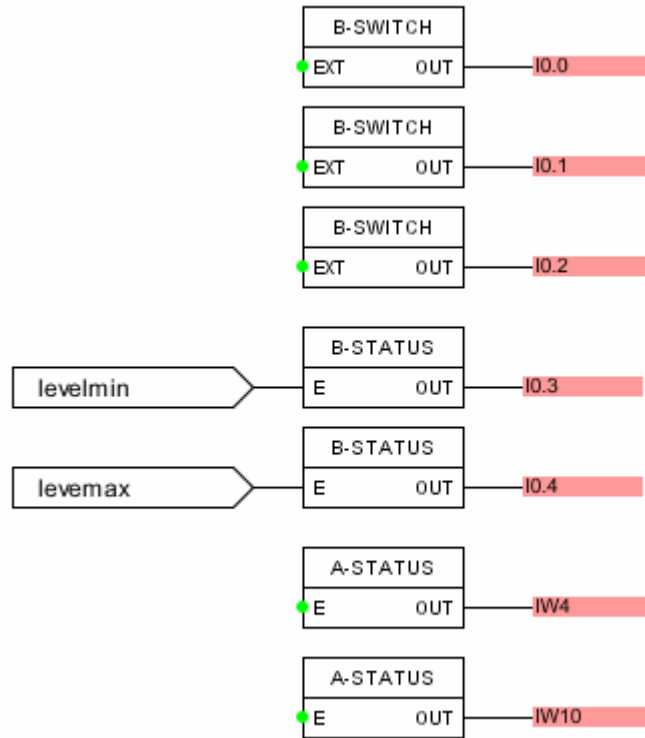 B-SWITCH
EXT OUT I0.0
B-SWITCH
EXT OUT I0.1
B-SWITCH
EXT OUT I0.2
B-STATUS
levelmin E OUT I0.3
B-STATUS
levemax E OUT I0.4
A-STATUS
E OUT IW4
A-STATUS
E OUT IW10